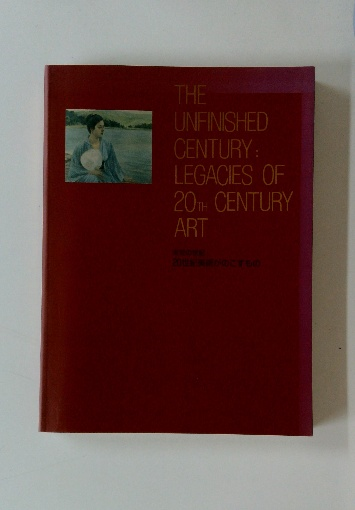 THE
UNFINISHED
CENTURY:
LEGACIES OF
20TH CENTURY
ART